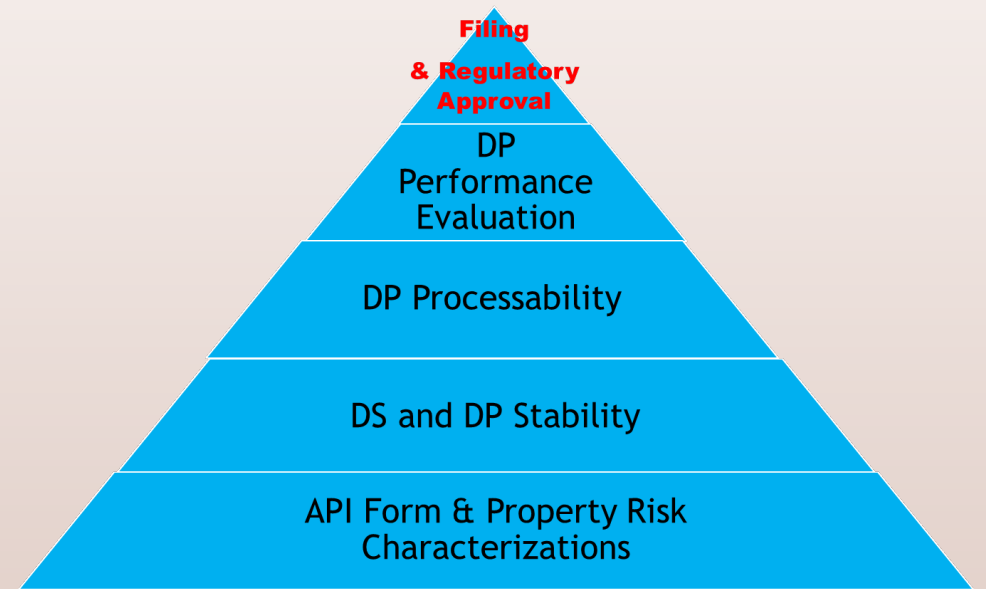 Filing
& Regulatory
Approval
DP
Performance
Evaluation
DP Processability
DS and DP Stability
API Form & Property Risk
Characterizations